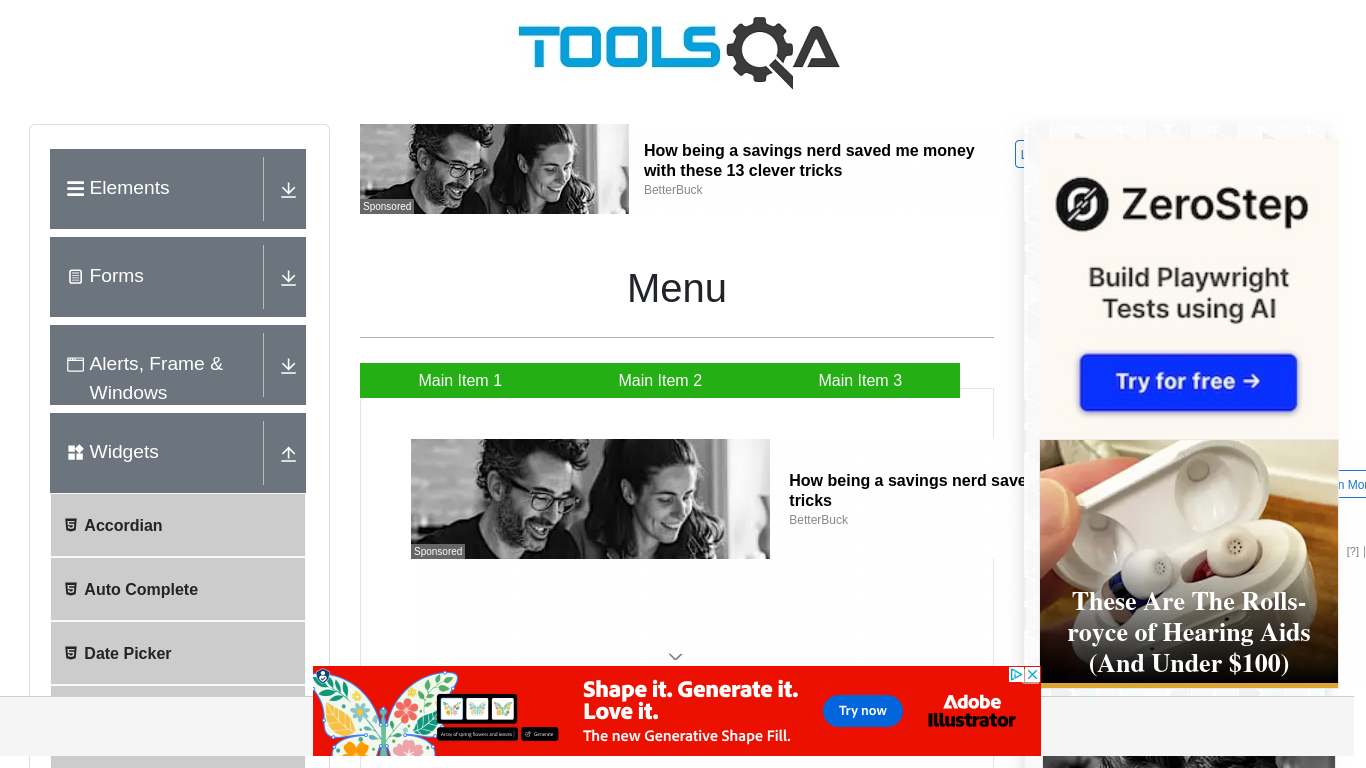 TOOLSQA
Elements
Forms
Alerts, Frame &
Windows
Widgets
Accordian
Auto Complete
Date Picker
Sponsored
How being a savings nerd saved me money
with these 13 clever tricks
BetterBuck
Menu
Main Item 1
Main Item 2
Main Item 3
Sponsored
How being a savings nerd save
tricks
BetterBuck
ZeroStep
Build Playwright
Tests using AI
Try for free →
These Are The Rolls-
royce of Hearing Aids
(And Under $100)
[?]
Array of spring flowers and leaves
Generate
Shape it. Generate it.
Love it.
The new Generative Shape Fill.
Try now
Adobe
Illustrator